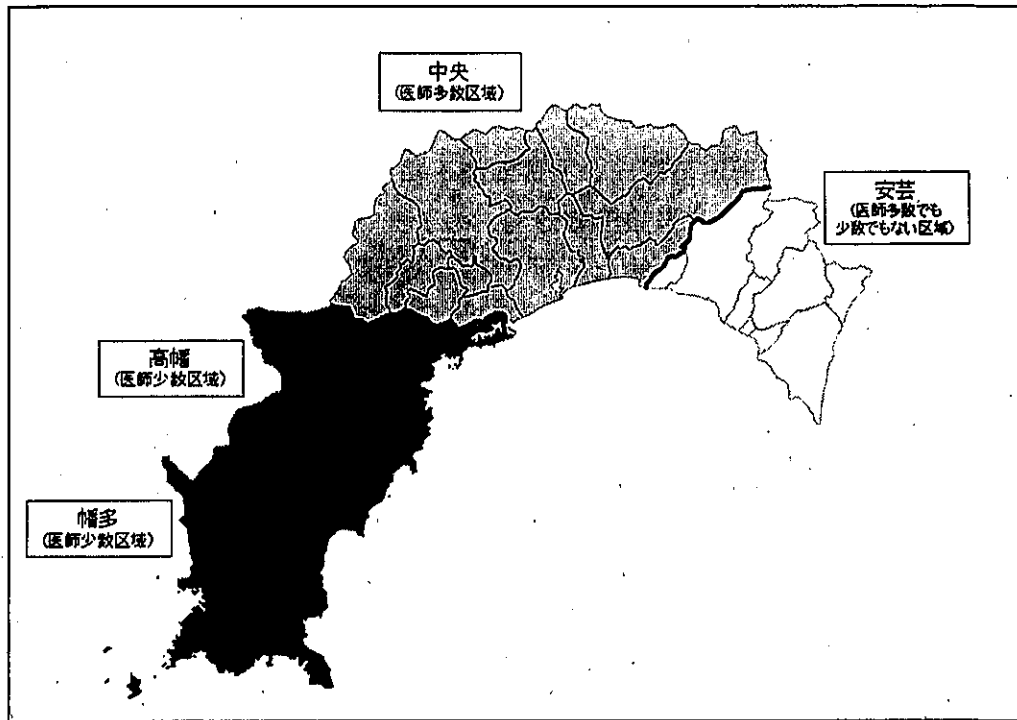 中央
(医師多数区域)
安芸
(医師多数でも
少数でもない区域)
高幡
(医師少数区域)
幡多
(医師少数区域)